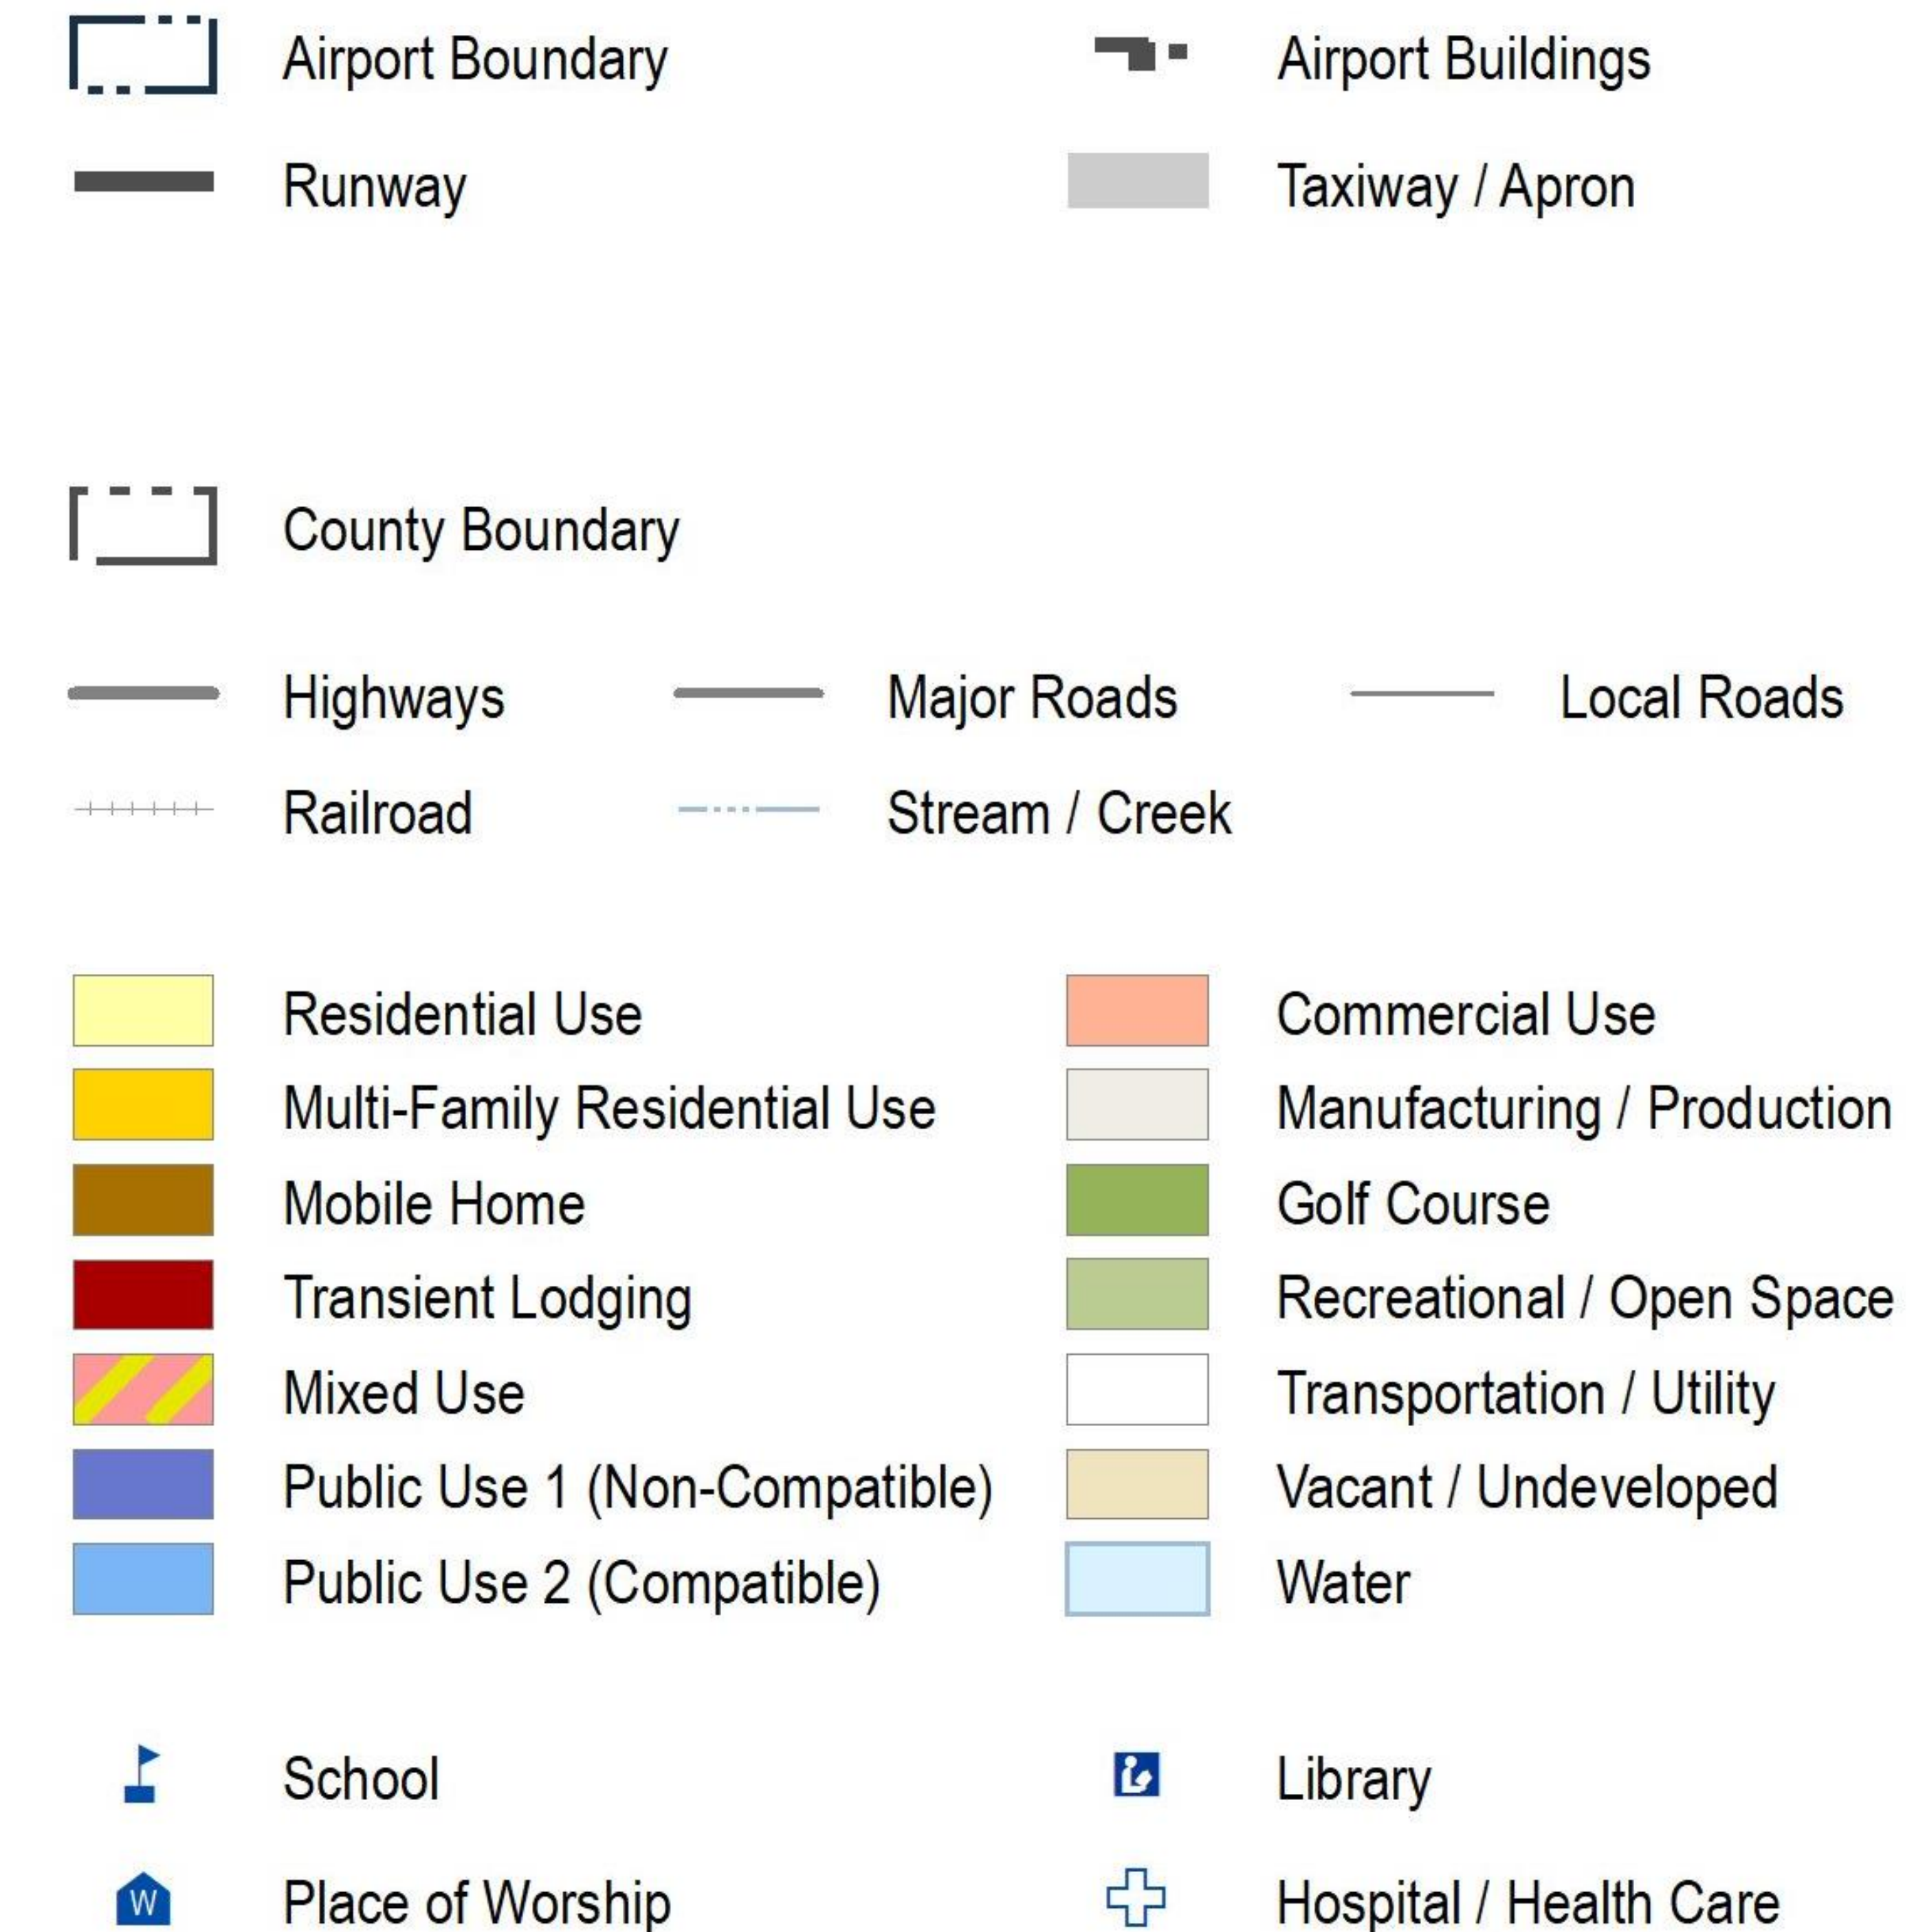 Airport Boundary Airport Buildings
Runway Taxiway / Apron
County Boundary
Highways Major Roads Local Roads
Railroad Stream / Creek
Residential Use Commercial Use
Multi-Family Residential Use Manufacturing / Production
Mobile Home Golf Course
Transient Lodging Recreational / Open Space
Mixed Use Transportation / Utility
Public Use 1 (Non-Compatible) Vacant / Undeveloped
Public Use 2 (Compatible) Water
School Library
W Place of Worship Hospital / Health Care